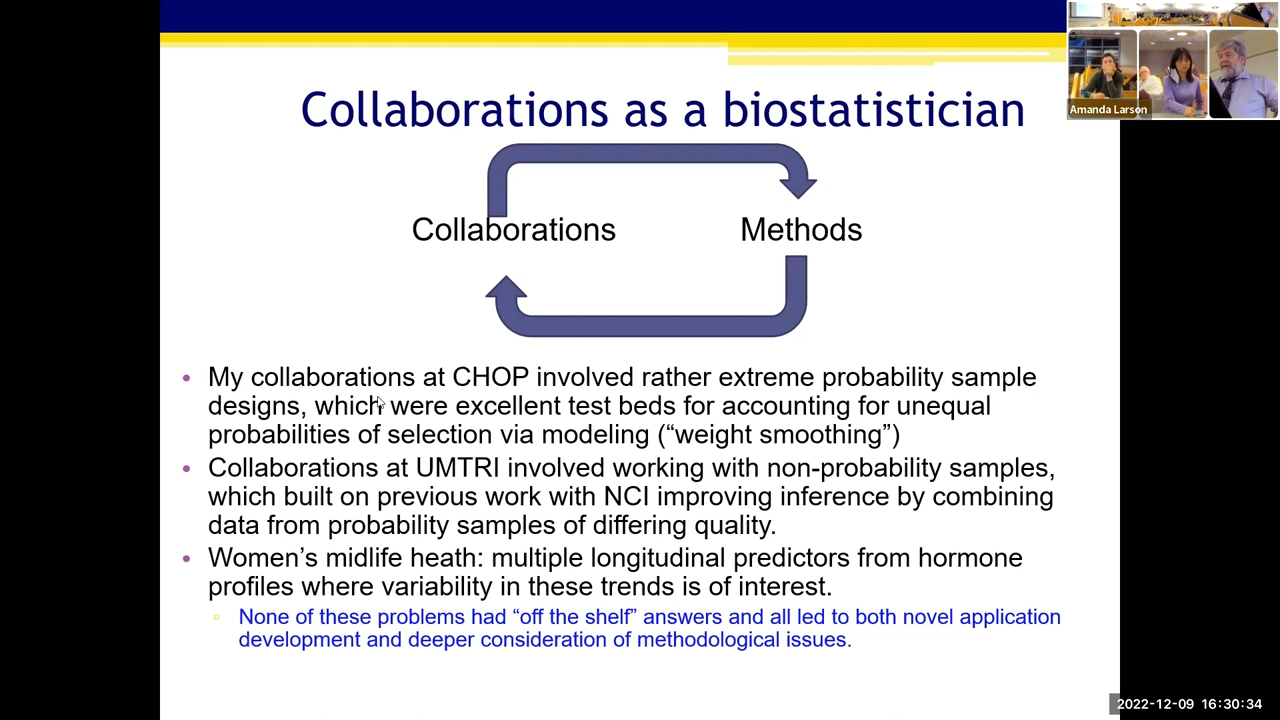 Collaborations as a biostatistician
Amanda Larson
Collaborations
Methods
• My collaborations at CHOP involved rather extreme probability sample
designs, which were excellent test beds for accounting for unequal
probabilities of selection via modeling (“weight smoothing”)
• Collaborations at UMTRI involved working with non-probability samples,
which built on previous work with NCI improving inference by combining
data from probability samples of differing quality.
• Women’s midlife heath: multiple longitudinal predictors from hormone
profiles where variability in these trends is of interest.
▫ None of these problems had “off the shelf” answers and all led to both novel application
development and deeper consideration of methodological issues.
2022-12-09 16:30:34